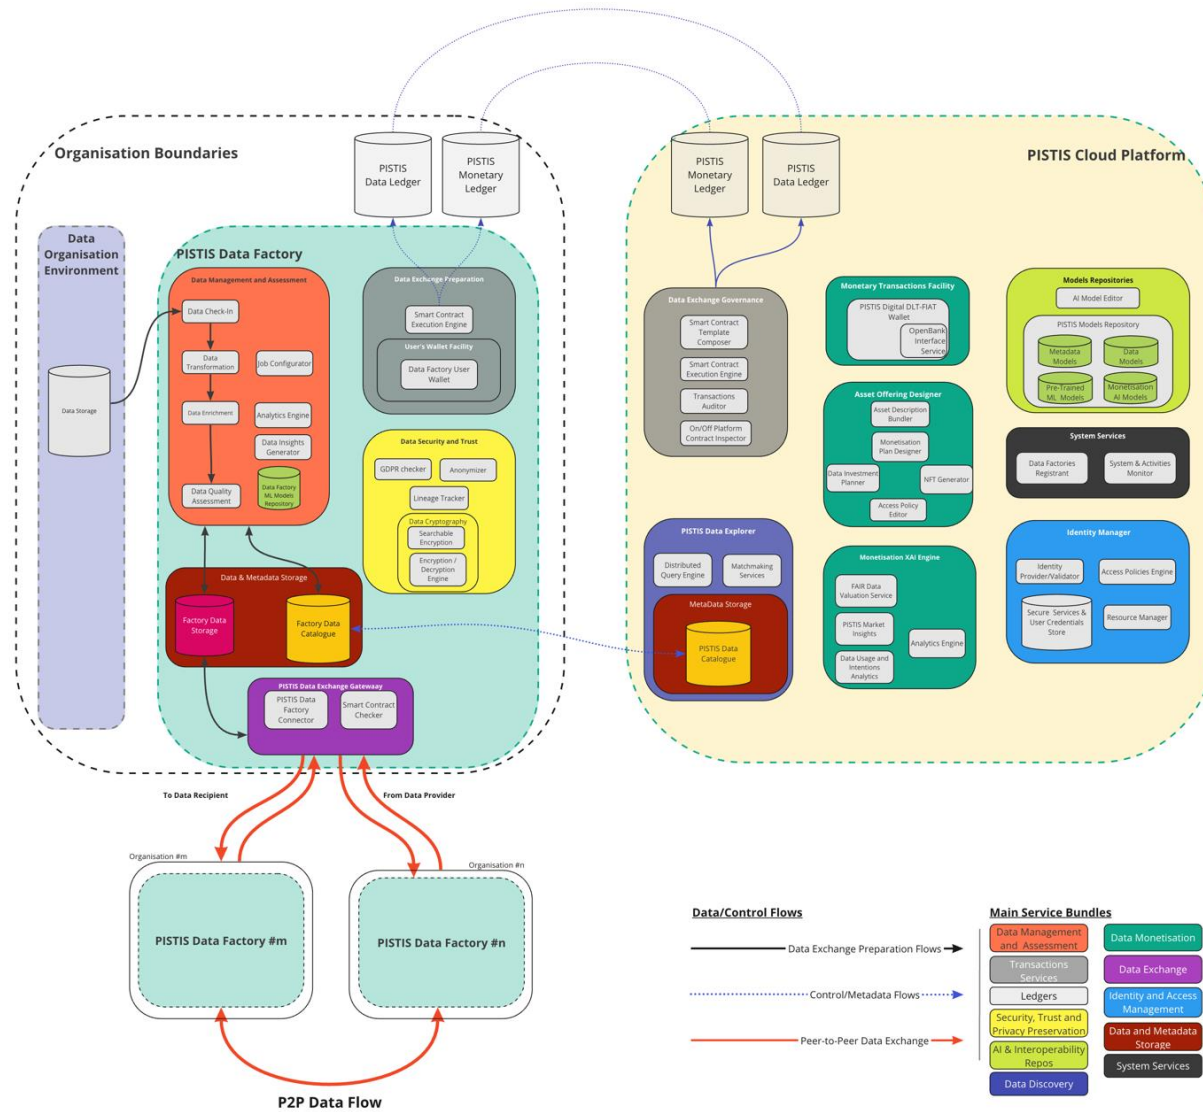 Organisation Boundaries
PISTIS
Data Ledger
PISTIS
Monetary
Ledger
PISTIS
Monetary
Ledger
PISTIS
Data Ledger
PISTIS Cloud Platform
Data
Organisation
Environment
Data Storage
PISTIS Data Factory
Data Management and Assessment
Data Check-In
Data
Transformation
Job Configurator
Data Enrichment
Analytics Engine
Data Insights
Generator
Data Quality
Assessment
Data Factory
ML Models
Repository
Data Exchange Preparation
Smart Contract
Execution Engine
User's Wallet Facility
Data Factory User
Wallet
Data Security and Trust
GDPR checker
Anonymizer
Lineage Tracker
Data Cryptography
Searchable
Encryption
Encryption /
Decryption
Engine
Data & Metadata Storage
Factory Data
Storage
Factory Data
Catalogue
PISTIS Data Exchange Gatewaay
PISTIS Data
Factory
Connector
Smart Contract
Checker
Data Exchange Governance
Smart Contract
Template
Composer
Smart Contract
Execution Engine
Transactions
Auditor
On/Off Platform
Contract Inspector
Monetary Transactions Facility
PISTIS Digital DLT-FIAT
Wallet
OpenBank
Interface
Service
Asset Offering Designer
Asset Description
Bundler
Monetisation
Plan Designer
Data Investment
Planner
NFT Generator
Access Policy
Editor
Models Repositories
AI Model Editor
PISTIS Models Repository
Metadata
Models
Data
Models
Pre-Trained
ML Models
Monetisation
AI Models
System Services
Data Factories
Registrant
System & Activities
Monitor
PISTIS Data Explorer
Distributed
Query Engine
Matchmaking
Services
MetaData Storage
PISTIS Data
Catalogue
Monetisation XAI Engine
FAIR Data
Valuation Service
PISTIS Market
Insights
Analytics Engine
Data Usage and
Intentions
Analytics
Identity Manager
Identity
Provider/Validator
Access Policies Engine
Secure Services &
User Credentials
Store
Resource Manager
To Data Recipient
From Data Provider
Organisation #m
PISTIS Data Factory #m
Organisation #n
PISTIS Data Factory #n
P2P Data Flow
Data/Control Flows
Data Exchange Preparation Flows
Control/Metadata Flows
Peer-to-Peer Data Exchange
Main Service Bundles
Data Management
and Assessment
Transactions
Services
Ledgers
Security, Trust and
Privacy Preservation
AI & Interoperability
Repos
Data Discovery
Data Monetisation
Data Exchange
Identity and Access
Management
Data and Metadata
Storage
System Services